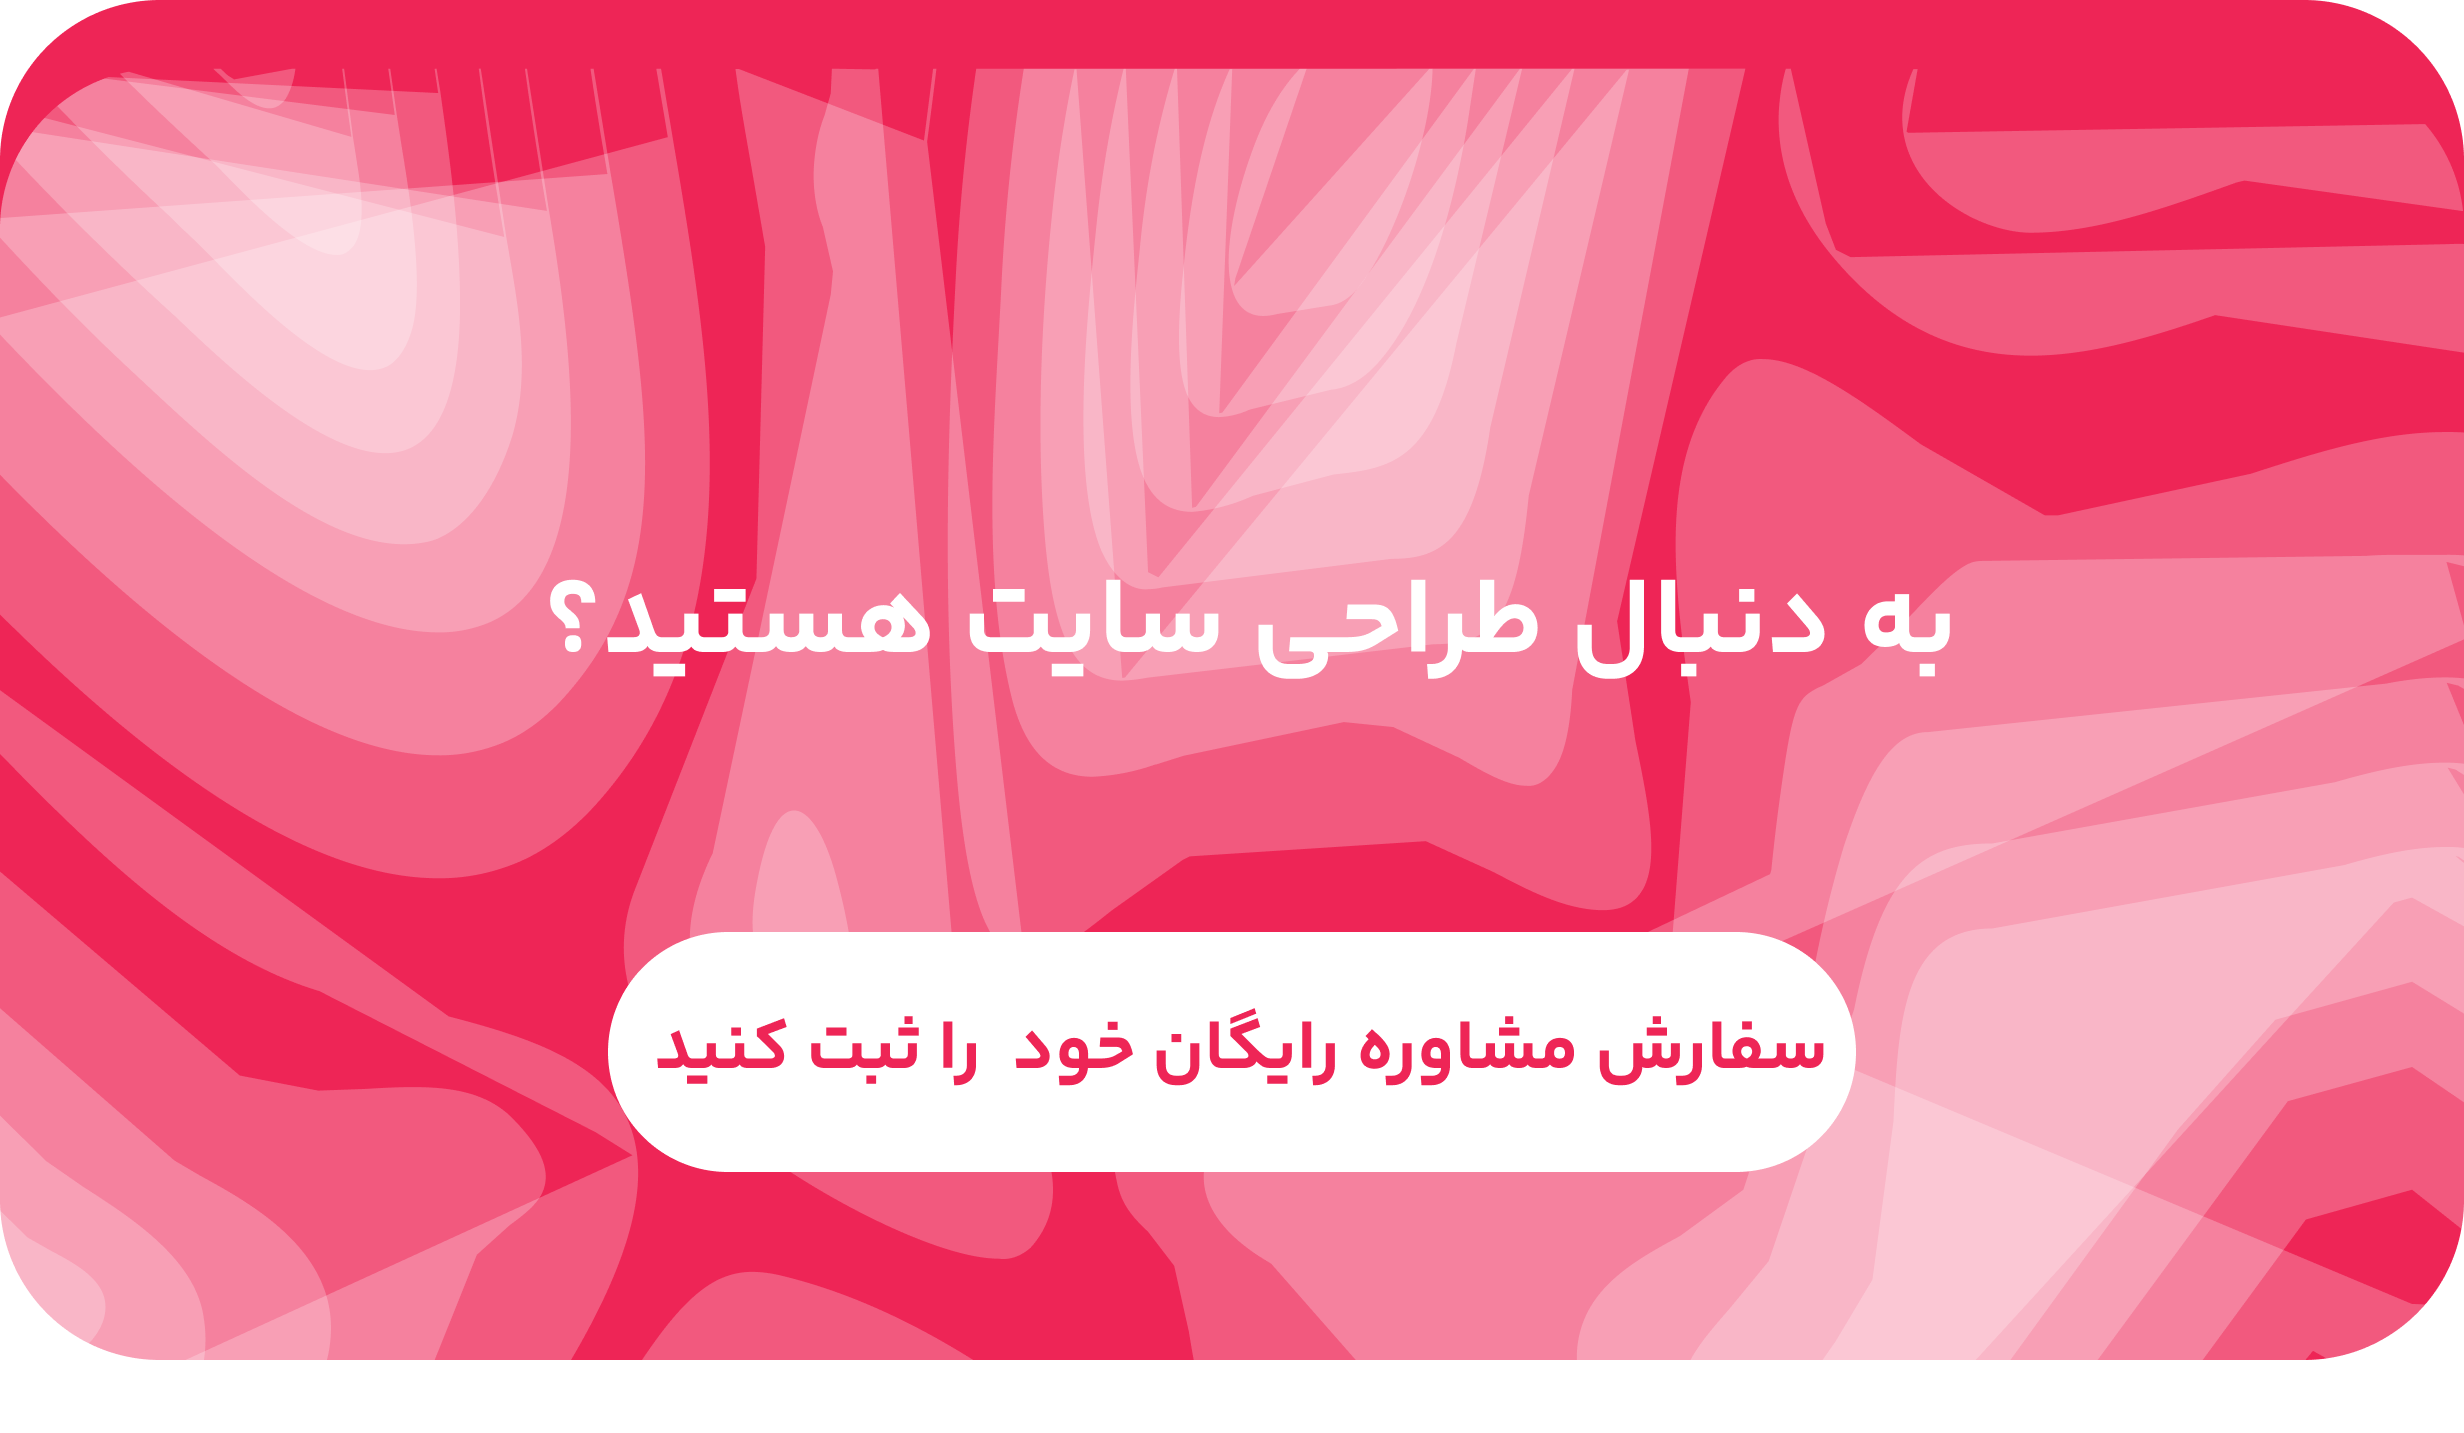 به دنبال طراحی سایت هستید؟
سفارش مشاوره رایگان خود را ثبت کنید